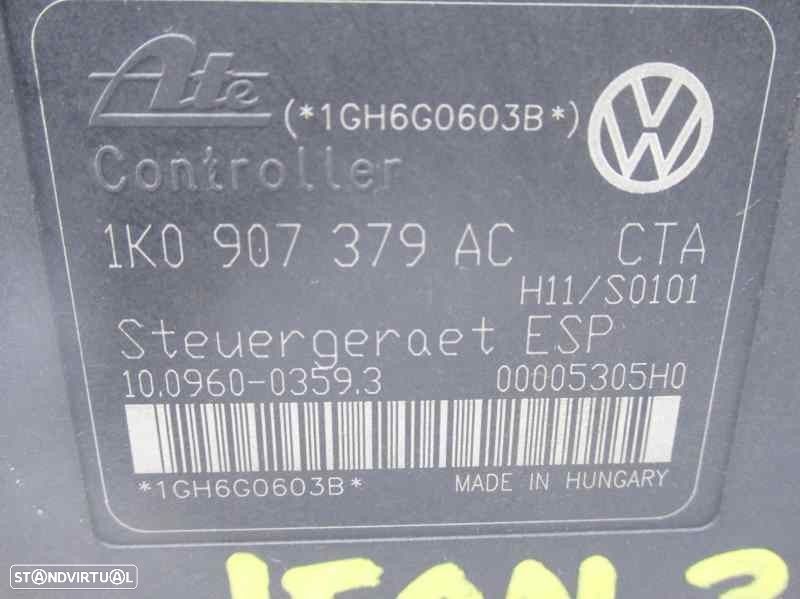 Ate
(*1GH6G0603B*)
Controller
1K0 907 379 AC CTA
H11/S0101
Steuergeraet ESP
10.0960-0359.3 00005305H0
*1GH6G0603B* MADE IN HUNGARY
STANDVIRTUAL